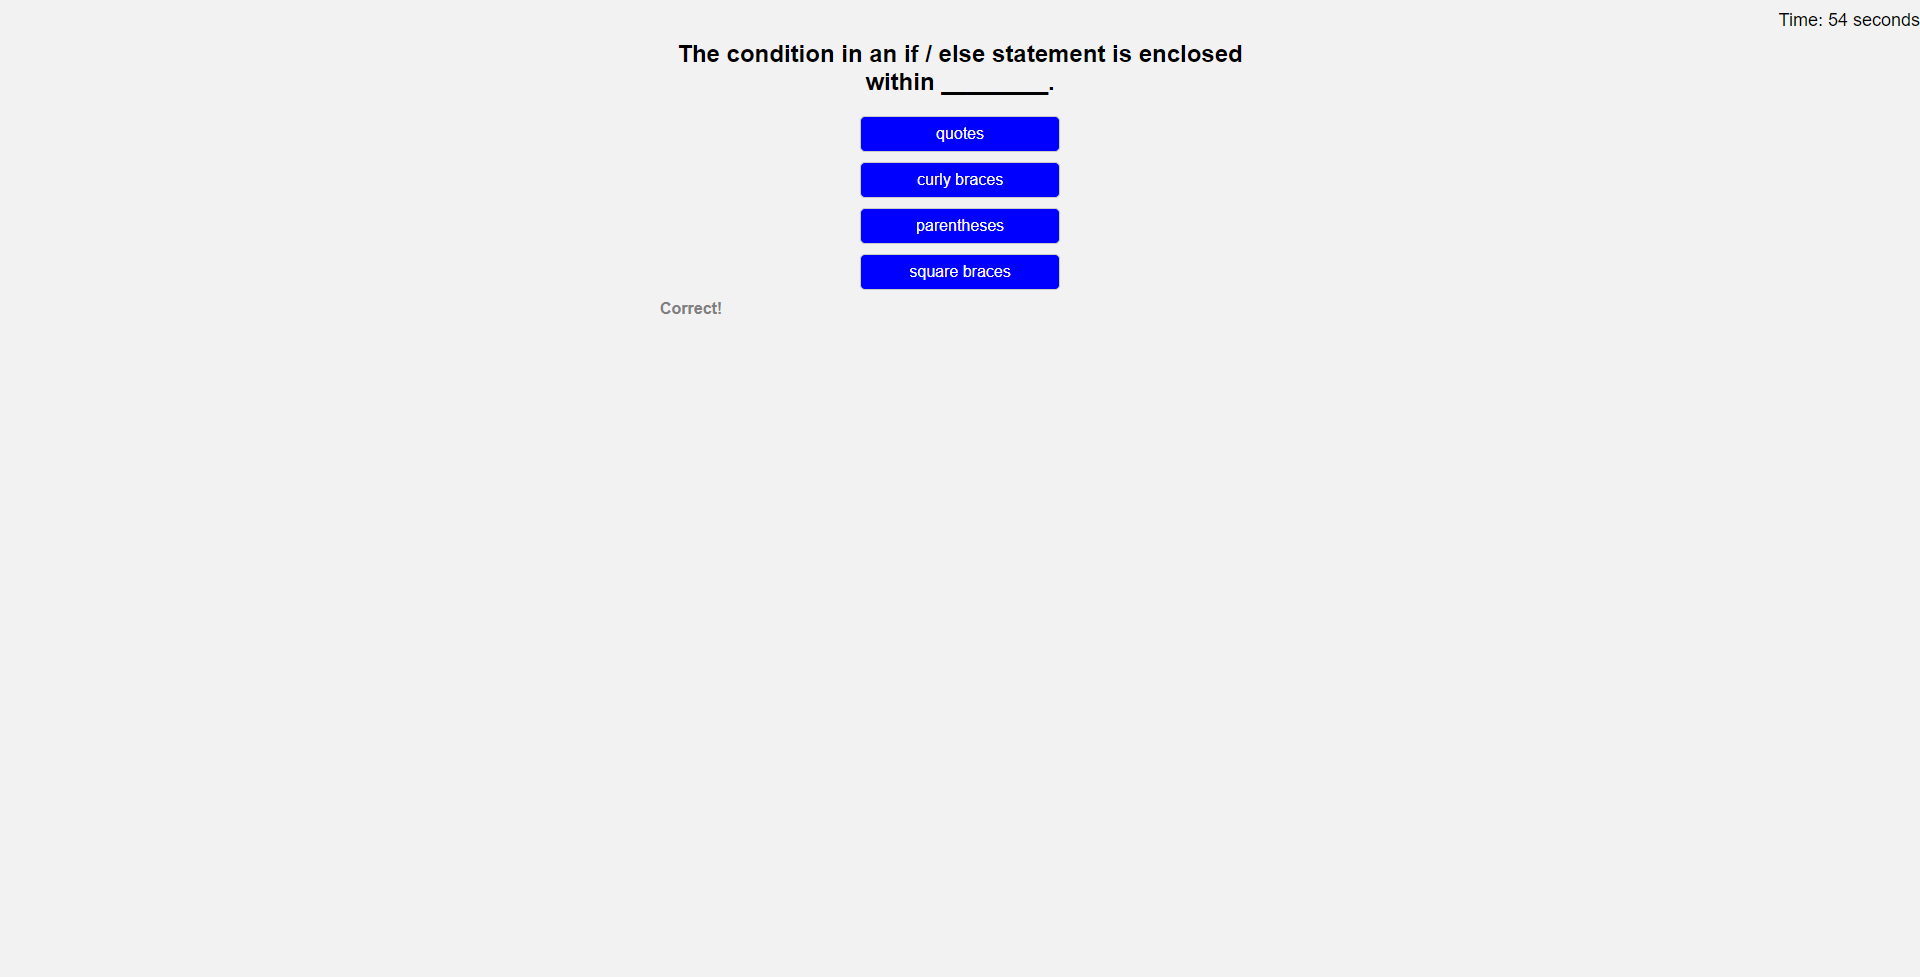 Time: 54 seconds
The condition in an if / else statement is enclosed
within ________.
quotes
curly braces
parentheses
square braces
Correct!